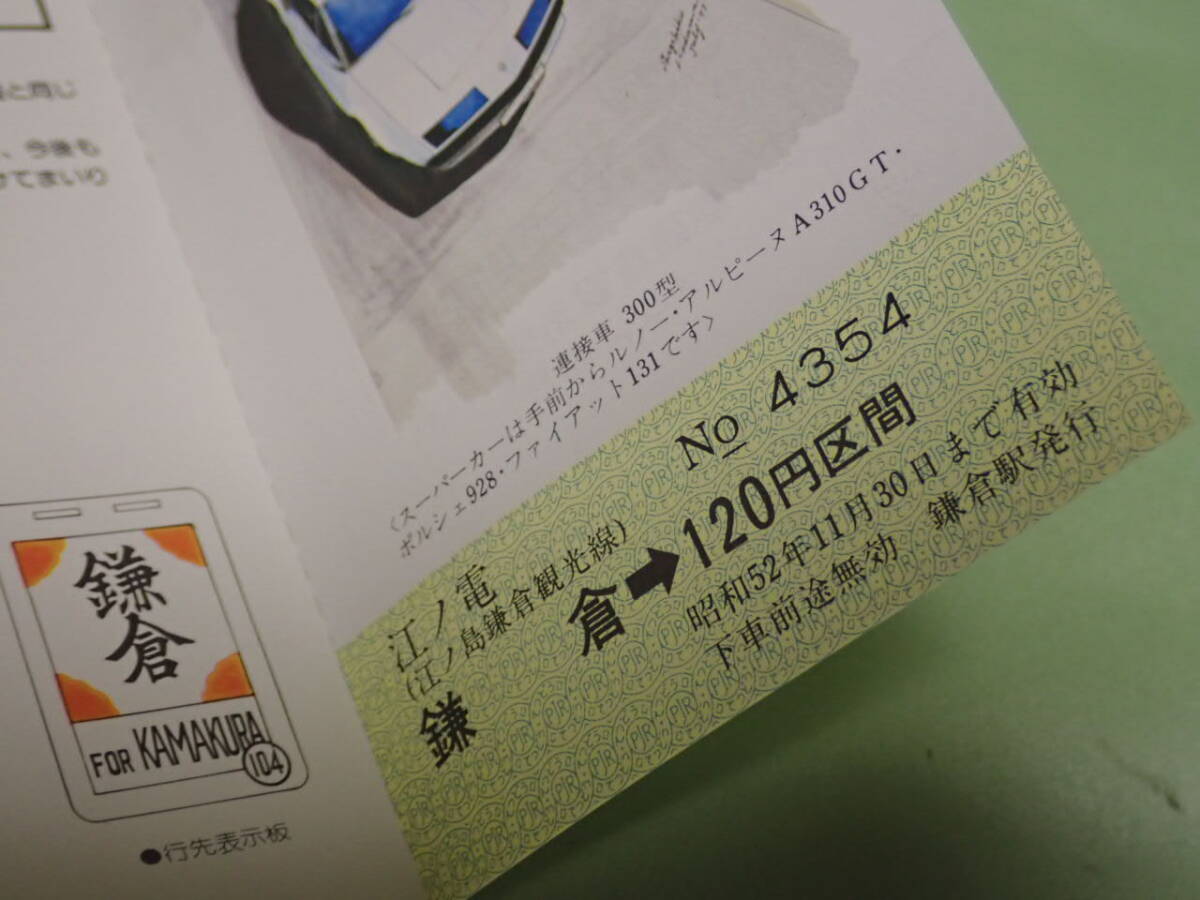 と同じ
、今後も
けてまいり
連接車 300型
〈スーパーカーは手前からルノー・アルピーヌA310GT.
ポルシェ928・ファイアット131です〉
No 4354
江ノ電
(江ノ島鎌倉観光線)
鎌倉➡120円区間
昭和52年11月30日まで有効
下車前途無効 鎌倉駅発行
鎌倉
FOR KAMAKURA
104
●行先表示板